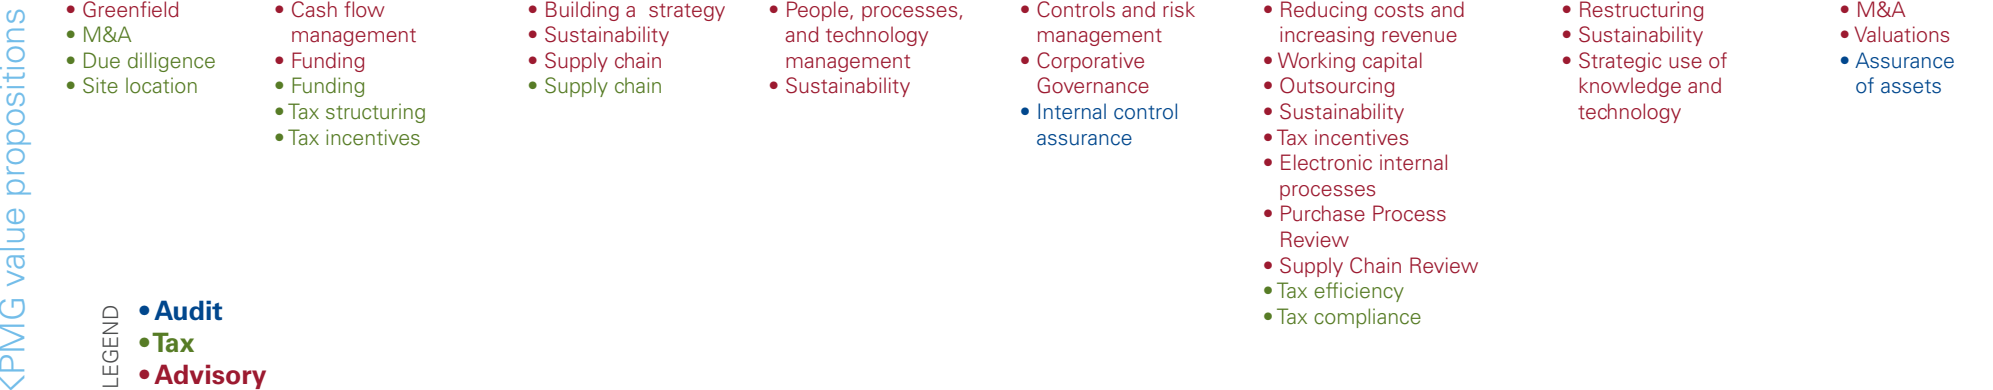 KPMG value propositions
• Greenfield
• M&A
• Due dilligence
• Site location
• Cash flow
management
• Funding
• Funding
• Tax structuring
• Tax incentives
• Building a strategy
• Sustainability
• Supply chain
• Supply chain
• People, processes,
and technology
management
• Sustainability
• Controls and risk
management
• Corporative
Governance
• Internal control
assurance
• Reducing costs and
increasing revenue
• Working capital
• Outsourcing
• Sustainability
• Tax incentives
• Electronic internal
processes
• Purchase Process
Review
• Supply Chain Review
• Tax efficiency
• Tax compliance
• Restructuring
• Sustainability
• Strategic use of
knowledge and
technology
• M&A
• Valuations
• Assurance
of assets
LEGEND
• Audit
• Tax
• Advisory